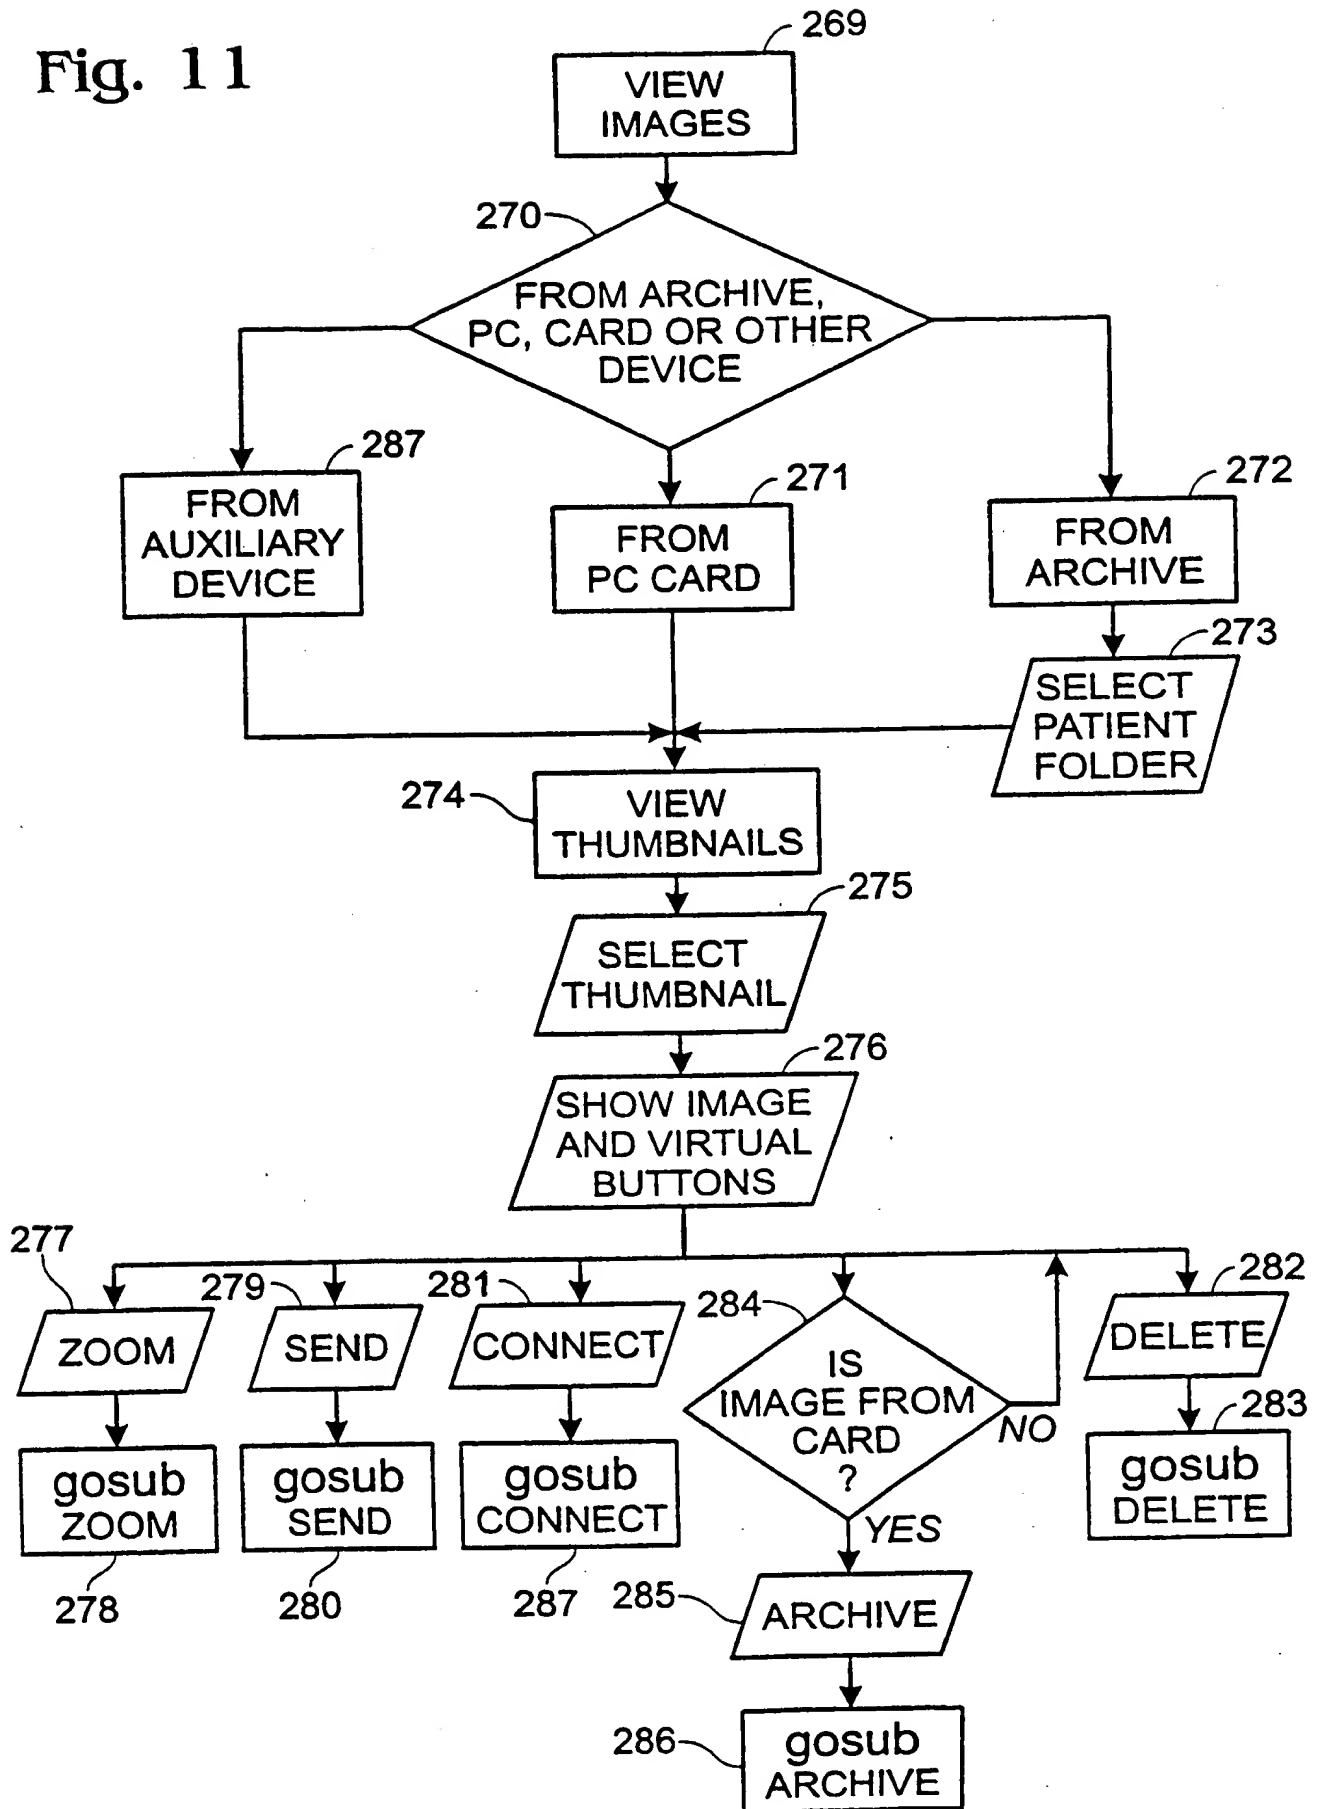 Fig. 11
269
VIEW
IMAGES
270
FROM ARCHIVE,
PC, CARD OR OTHER
DEVICE
287
FROM
AUXILIARY
DEVICE
271
FROM
PC CARD
272
FROM
ARCHIVE
273
SELECT
PATIENT
FOLDER
274
VIEW
THUMBNAILS
275
SELECT
THUMBNAIL
276
SHOW IMAGE
AND VIRTUAL
BUTTONS
277
ZOOM
279
SEND
281
CONNECT
284
IS
IMAGE FROM
CARD
?
NO
YES
282
DELETE
283
gosub
DELETE
gosub
ZOOM
278
gosub
SEND
280
gosub
CONNECT
287
285
ARCHIVE
286
gosub
ARCHIVE